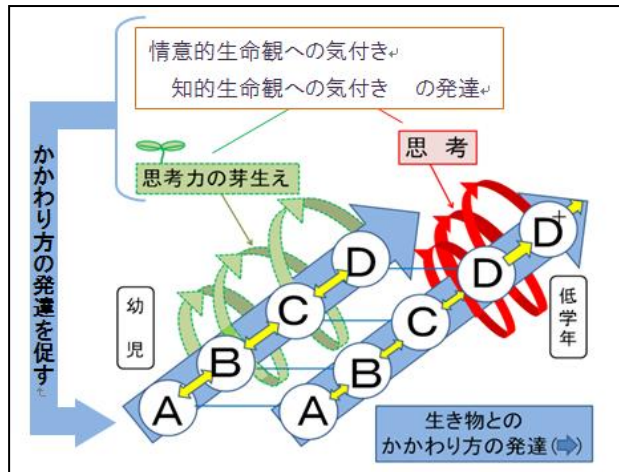 情意的生命観への気付き↵
知的生命観への気付き の発達↵
かかわり方の発達を促す↵
思考力の芽生え
思 考
幼児
A
B
C
D
A
B
C
D
D+
低学年
生き物との
かかわり方の発達(➡)